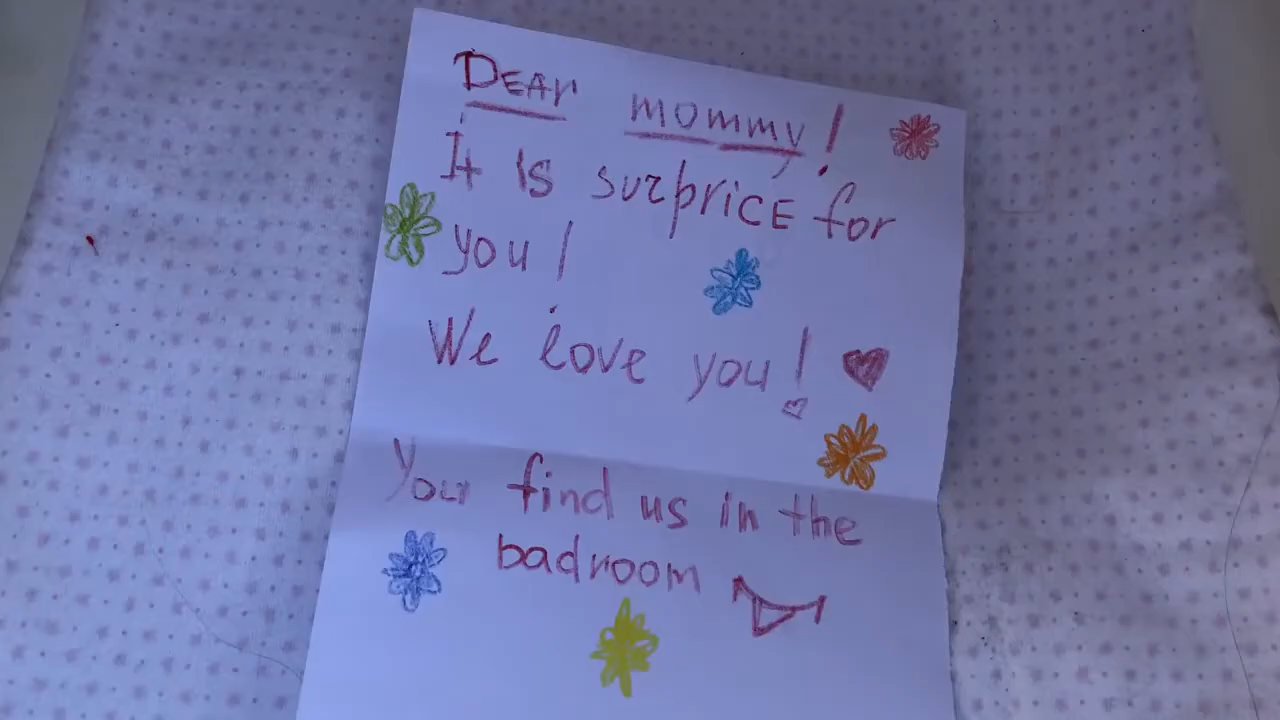 DEAr mommy!
It is surpricE for
you!
We love you!
You find us in the
badroom